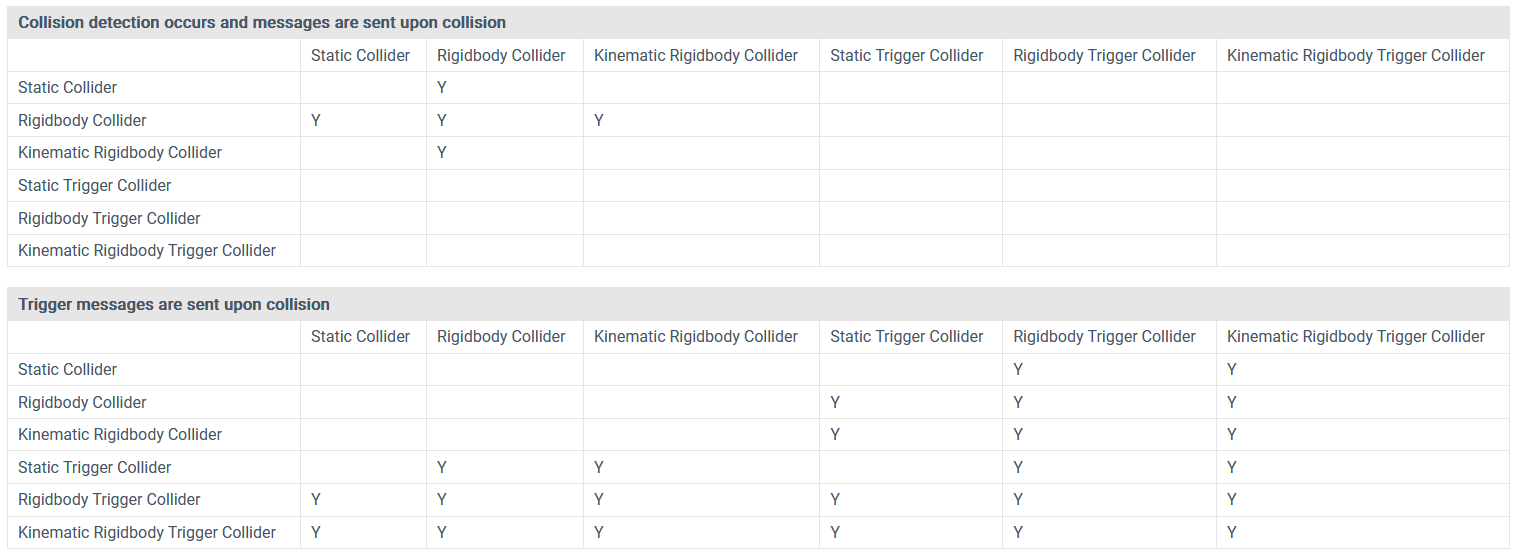 Collision detection occurs and messages are sent upon collision
Static Collider Rigidbody Collider Kinematic Rigidbody Collider Static Trigger Collider Rigidbody Trigger Collider Kinematic Rigidbody Trigger Collider
Static Collider Y
Rigidbody Collider Y Y Y
Kinematic Rigidbody Collider Y
Static Trigger Collider
Rigidbody Trigger Collider
Kinematic Rigidbody Trigger Collider
Trigger messages are sent upon collision
Static Collider Rigidbody Collider Kinematic Rigidbody Collider Static Trigger Collider Rigidbody Trigger Collider Kinematic Rigidbody Trigger Collider
Static Collider Y Y
Rigidbody Collider Y Y Y
Kinematic Rigidbody Collider Y Y Y
Static Trigger Collider Y Y Y Y
Rigidbody Trigger Collider Y Y Y Y Y Y
Kinematic Rigidbody Trigger Collider Y Y Y Y Y Y